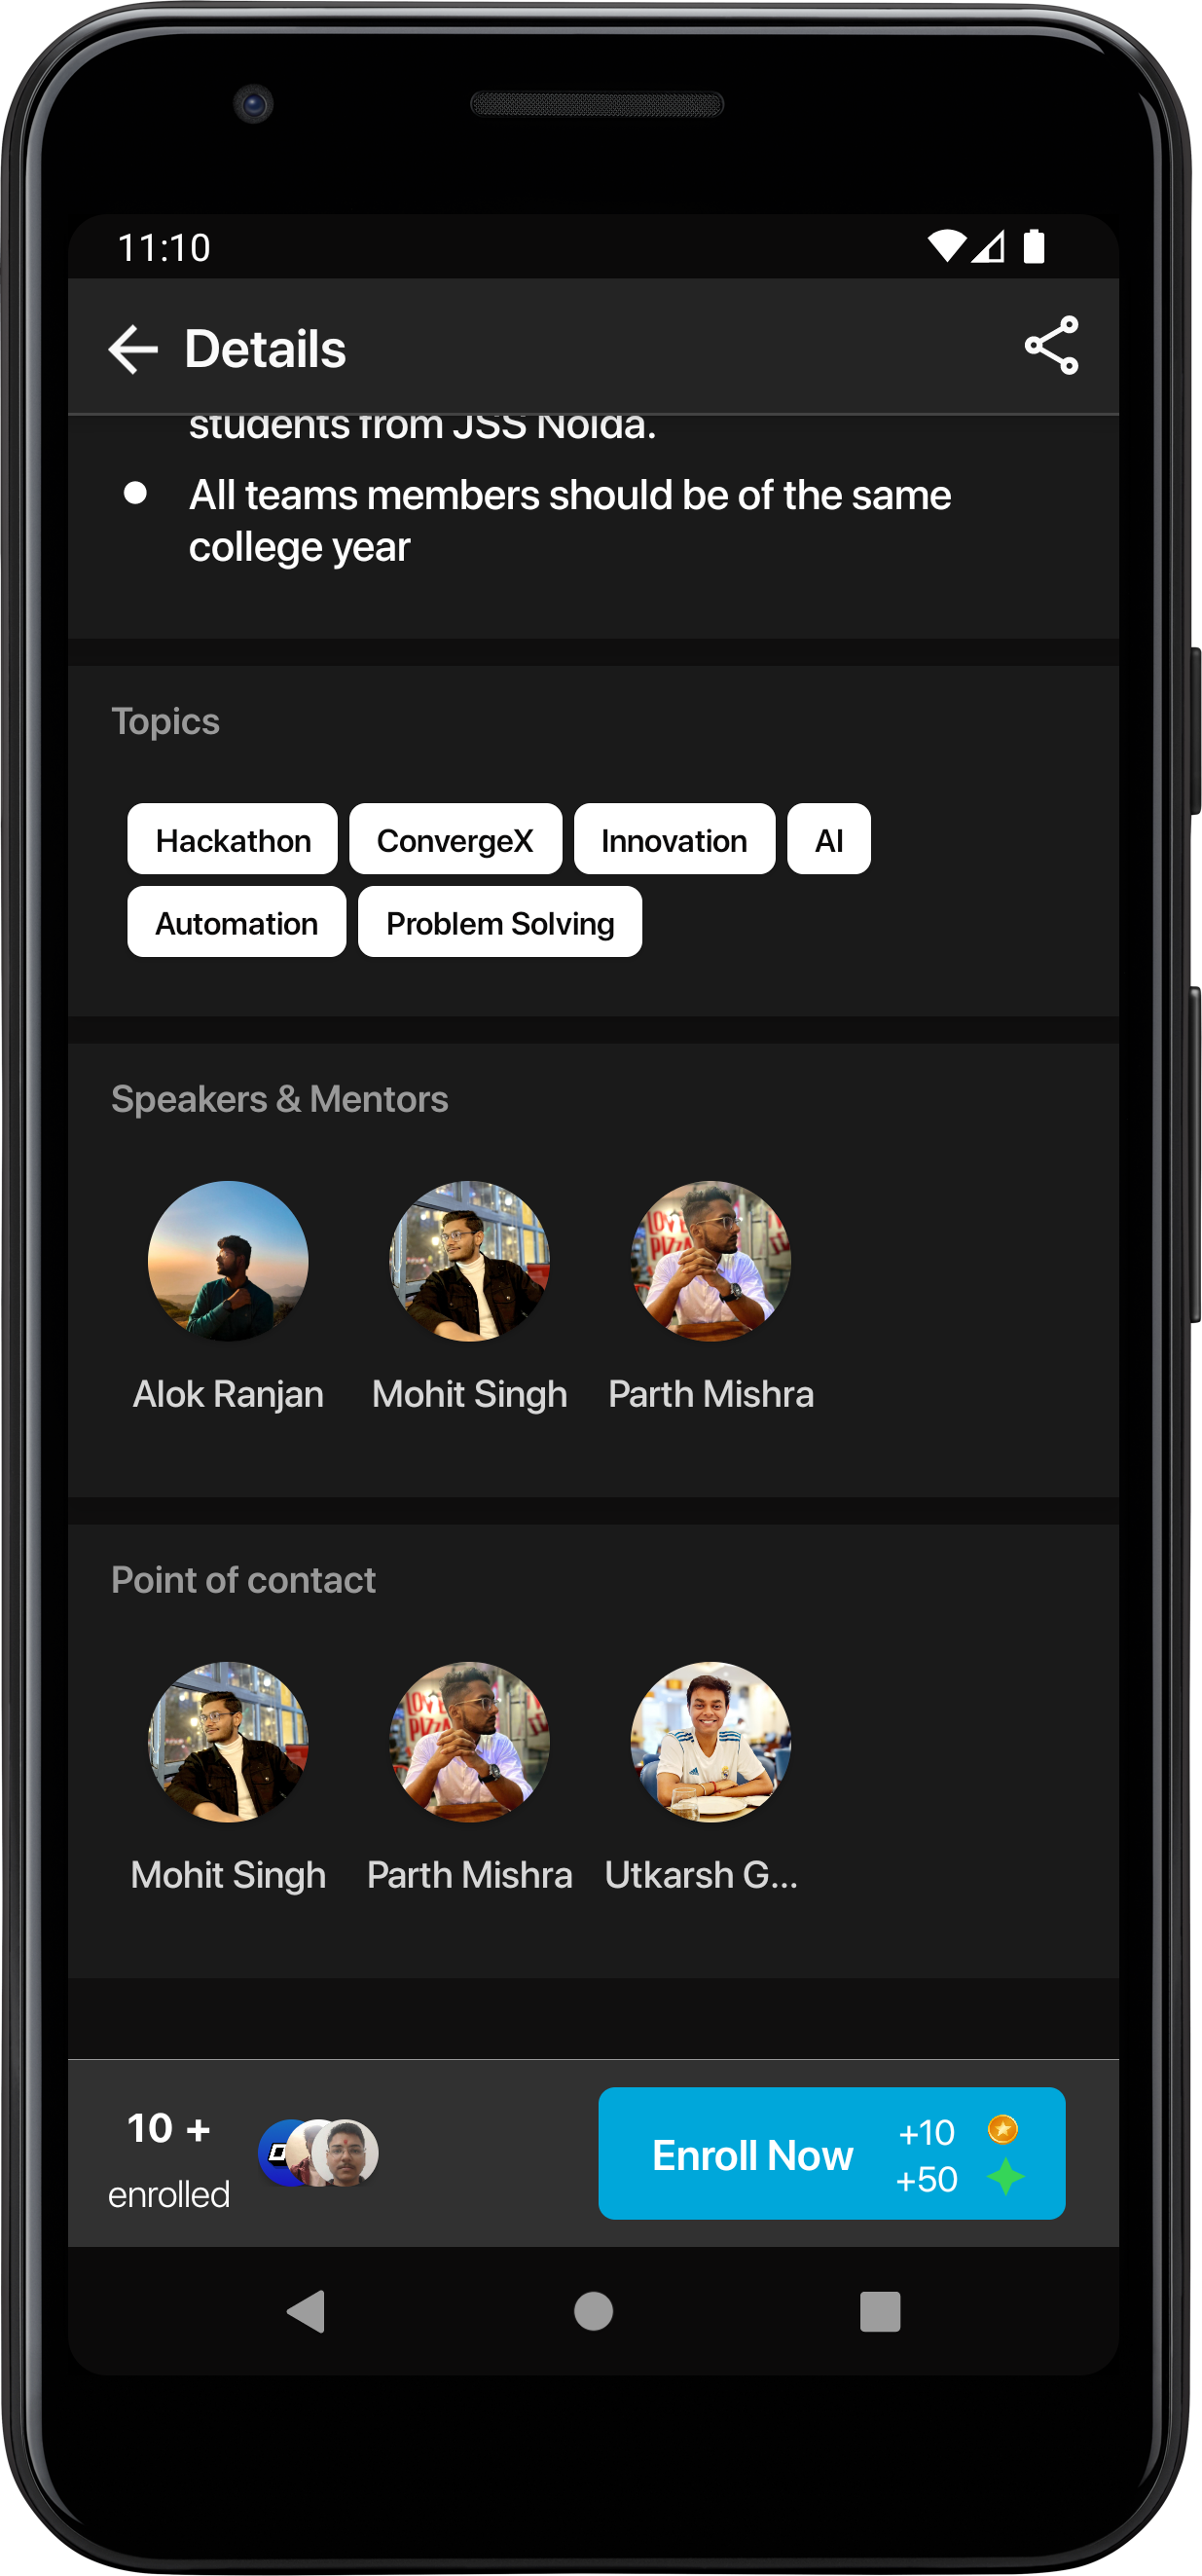 11:10
Details
students from JSS Noida.
All teams members should be of the same
college year
Topics
Hackathon ConvergeX Innovation AI
Automation Problem Solving
Speakers & Mentors
Alok Ranjan Mohit Singh Parth Mishra
Point of contact
Mohit Singh Parth Mishra Utkarsh G...
10 +
enrolled
Enroll Now
+10
+50